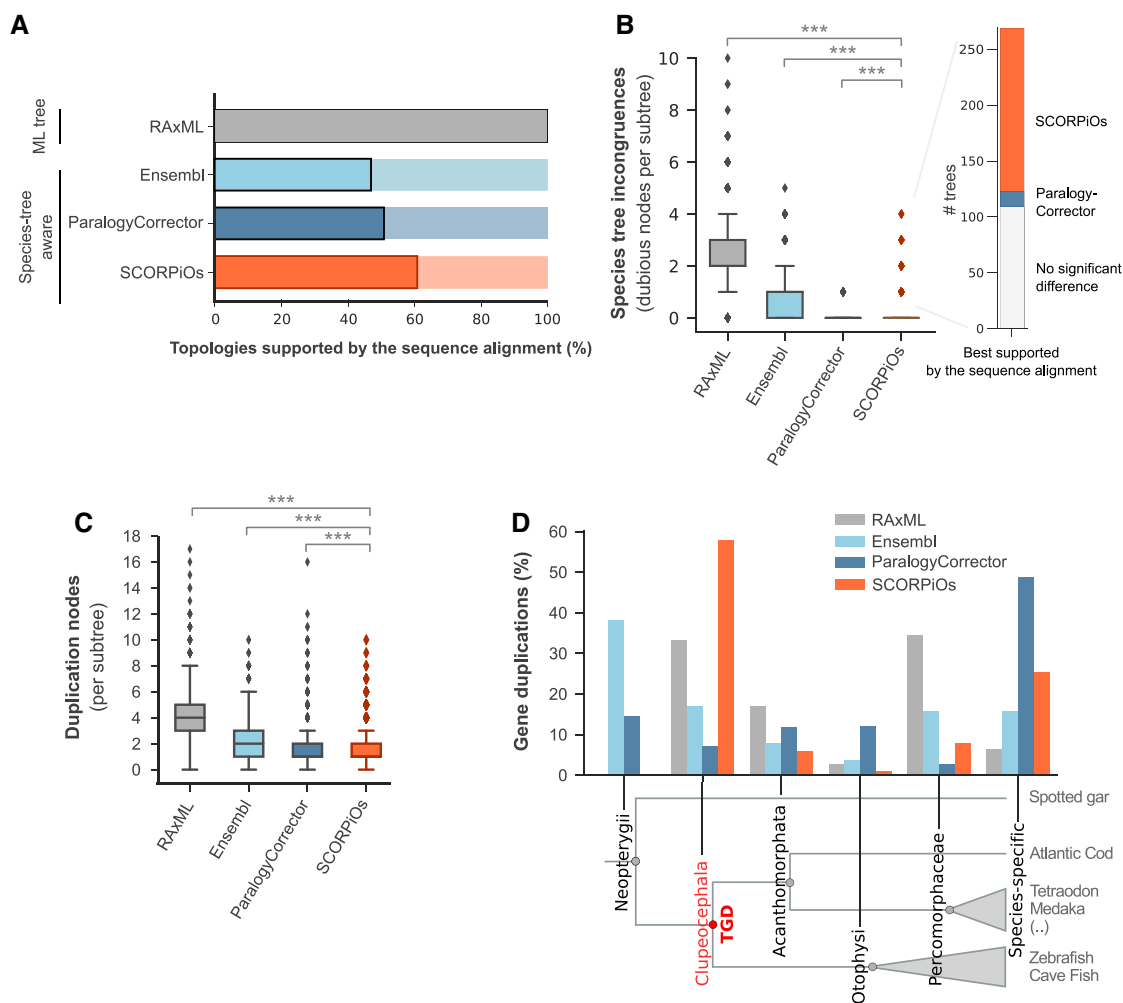 A
ML tree
Species-tree
aware
RAxML
Ensembl
ParalogyCorrector
SCORPiOs
0 20 40 60 80 100
Topologies supported by the sequence alignment (%)
B
Species tree incongruences
(dubious nodes per subtree)
10
8
6
4
2
0
***
***
***
RAxML
Ensembl
ParalogyCorrector
SCORPiOs
# trees
250
200
150
100
50
0
SCORPiOs
Paralogy-
Corrector
No significant
difference
Best supported
by the sequence alignment
C
Duplication nodes
(per subtree)
18
16
14
12
10
8
6
4
2
0
***
***
***
RAxML
Ensembl
ParalogyCorrector
SCORPiOs
D
Gene duplications (%)
60
50
40
30
20
10
0
RAxML
Ensembl
ParalogyCorrector
SCORPiOs
Neopterygii
Clupeocephala
TGD
Acanthomorphata
Otophysi
Percomorphaceae
Species-specific
Spotted gar
Atlantic Cod
Tetraodon
Medaka
(..)
Zebrafish
Cave Fish